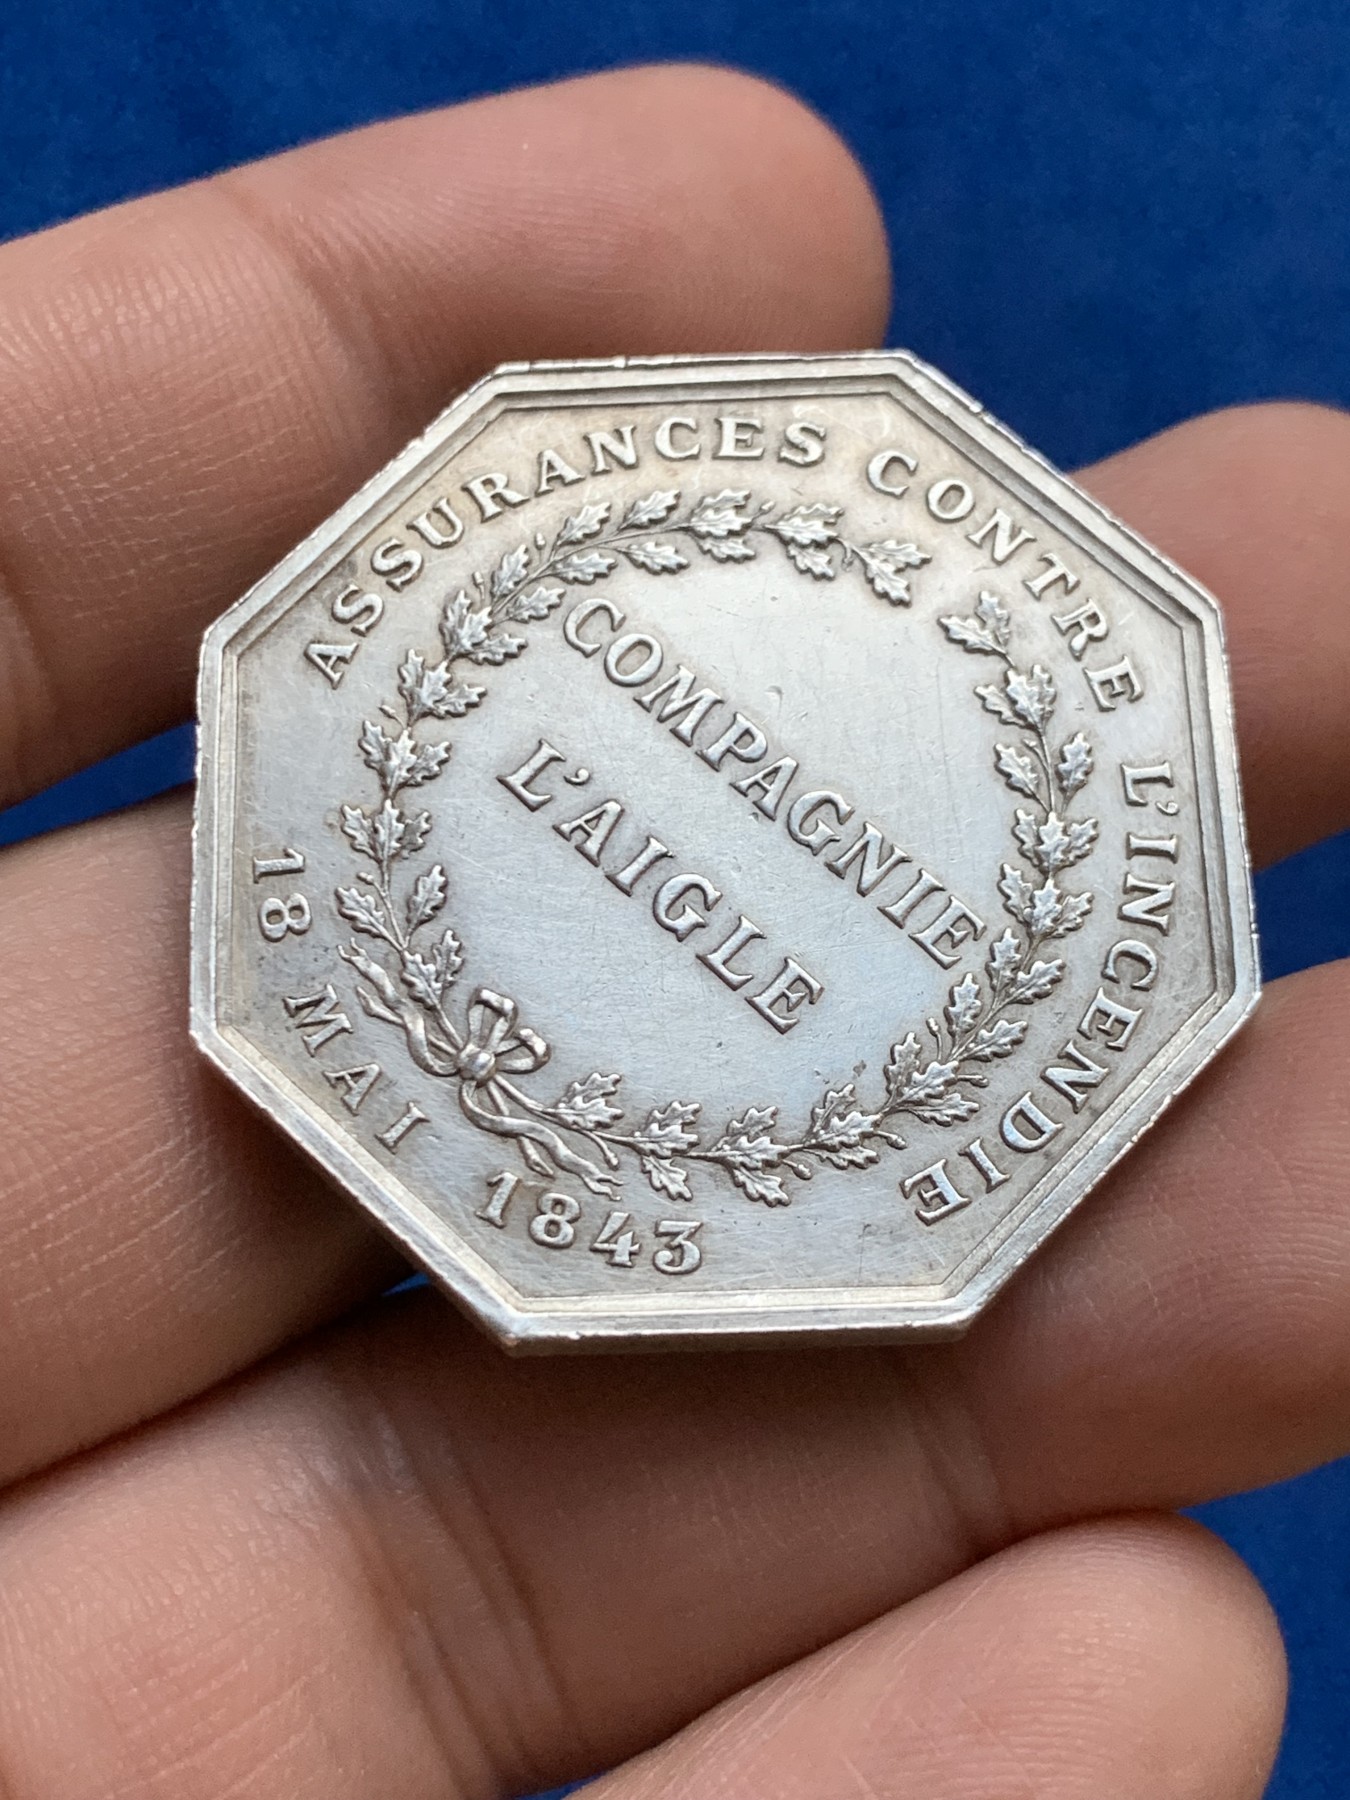 ASSURANCES CONTRE L'INCENDIE
COMPAGNIE
L'AIGLE
18 MAI 1843